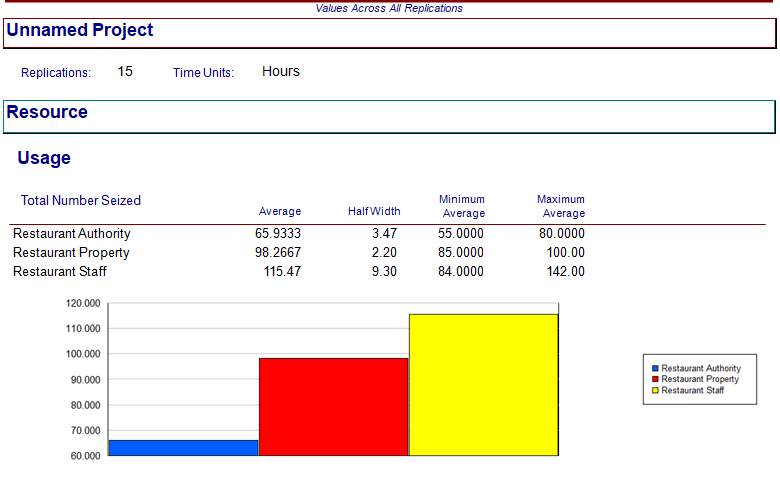 Values Across All Replications
Unnamed Project
Replications: 15 Time Units: Hours
Resource
Usage
Total Number Seized Average Half Width Minimum Average Maximum Average
Restaurant Authority 65.9333 3.47 55.0000 80.0000
Restaurant Property 98.2667 2.20 85.0000 100.00
Restaurant Staff 115.47 9.30 84.0000 142.00
120.000
110.000
100.000
90.000
80.000
70.000
60.000
Restaurant Authority
Restaurant Property
Restaurant Staff